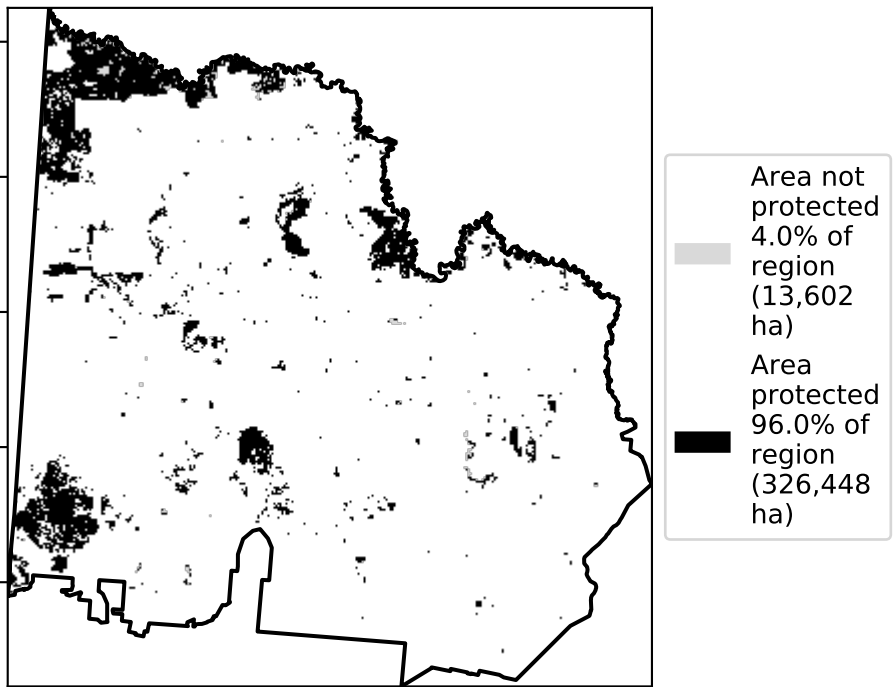 Area not
protected
4.0% of
region
(13,602
ha)
Area
protected
96.0% of
region
(326,448
ha)